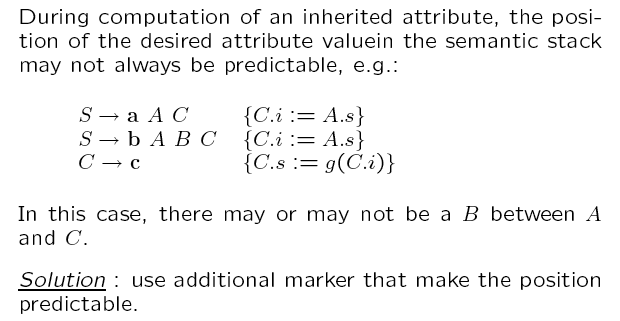 During computation of an inherited attribute, the posi-
tion of the desired attribute valuein the semantic stack
may not always be predictable, e.g.:
S → a A C {C.i := A.s}
S → b A B C {C.i := A.s}
C → c {C.s := g(C.i)}
In this case, there may or may not be a B between A
and C.
Solution : use additional marker that make the position
predictable.